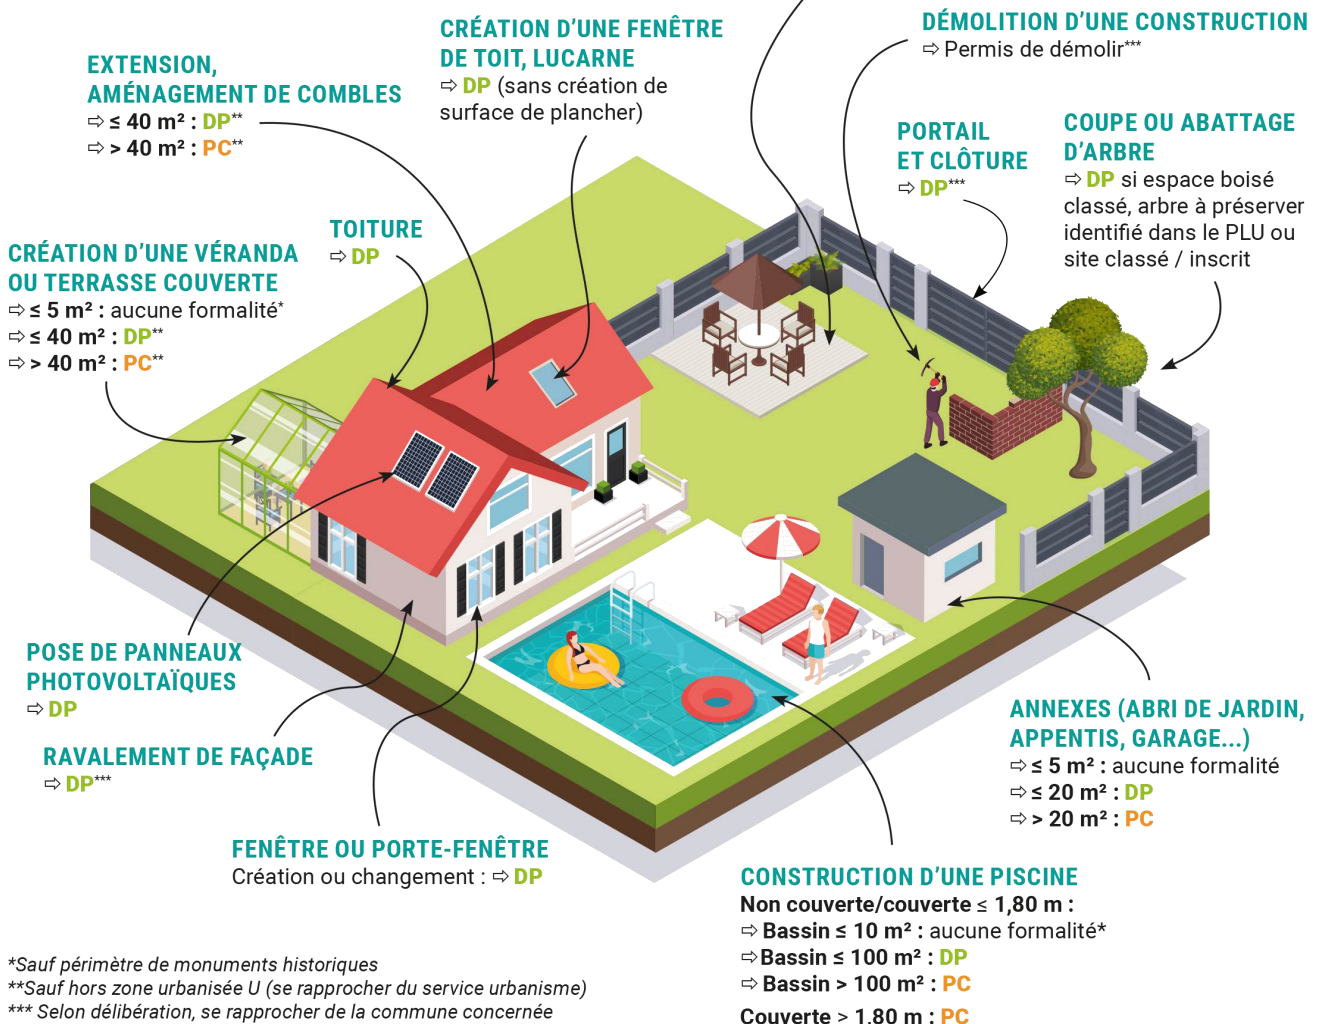 EXTENSION,
AMÉNAGEMENT DE COMBLES
⇨ ≤ 40 m² : DP**
⇨ > 40 m² : PC**
CRÉATION D'UNE FENÊTRE
DE TOIT, LUCARNE
⇨ DP (sans création de
surface de plancher)
DÉMOLITION D'UNE CONSTRUCTION
⇨ Permis de démolir***
PORTAIL
ET CLÔTURE
⇨ DP***
COUPE OU ABATTAGE
D'ARBRE
⇨ DP si espace boisé
classé, arbre à préserver
identifié dans le PLU ou
site classé / inscrit
TOITURE
⇨ DP
CRÉATION D'UNE VÉRANDA
OU TERRASSE COUVERTE
⇨ ≤ 5 m² : aucune formalité*
⇨ ≤ 40 m² : DP**
⇨ > 40 m² : PC**
POSE DE PANNEAUX
PHOTOVOLTAÏQUES
⇨ DP
RAVALEMENT DE FAÇADE
⇨ DP***
FENÊTRE OU PORTE-FENÊTRE
Création ou changement : ⇨ DP
ANNEXES (ABRI DE JARDIN,
APPENTIS, GARAGE...)
⇨ ≤ 5 m² : aucune formalité
⇨ ≤ 20 m² : DP
⇨ > 20 m² : PC
CONSTRUCTION D'UNE PISCINE
Non couverte/couverte ≤ 1,80 m :
⇨ Bassin ≤ 10 m² : aucune formalité*
⇨ Bassin ≤ 100 m² : DP
⇨ Bassin > 100 m² : PC
Couverte > 1,80 m : PC
*Sauf périmètre de monuments historiques
**Sauf hors zone urbanisée U (se rapprocher du service urbanisme)
*** Selon délibération, se rapprocher de la commune concernée